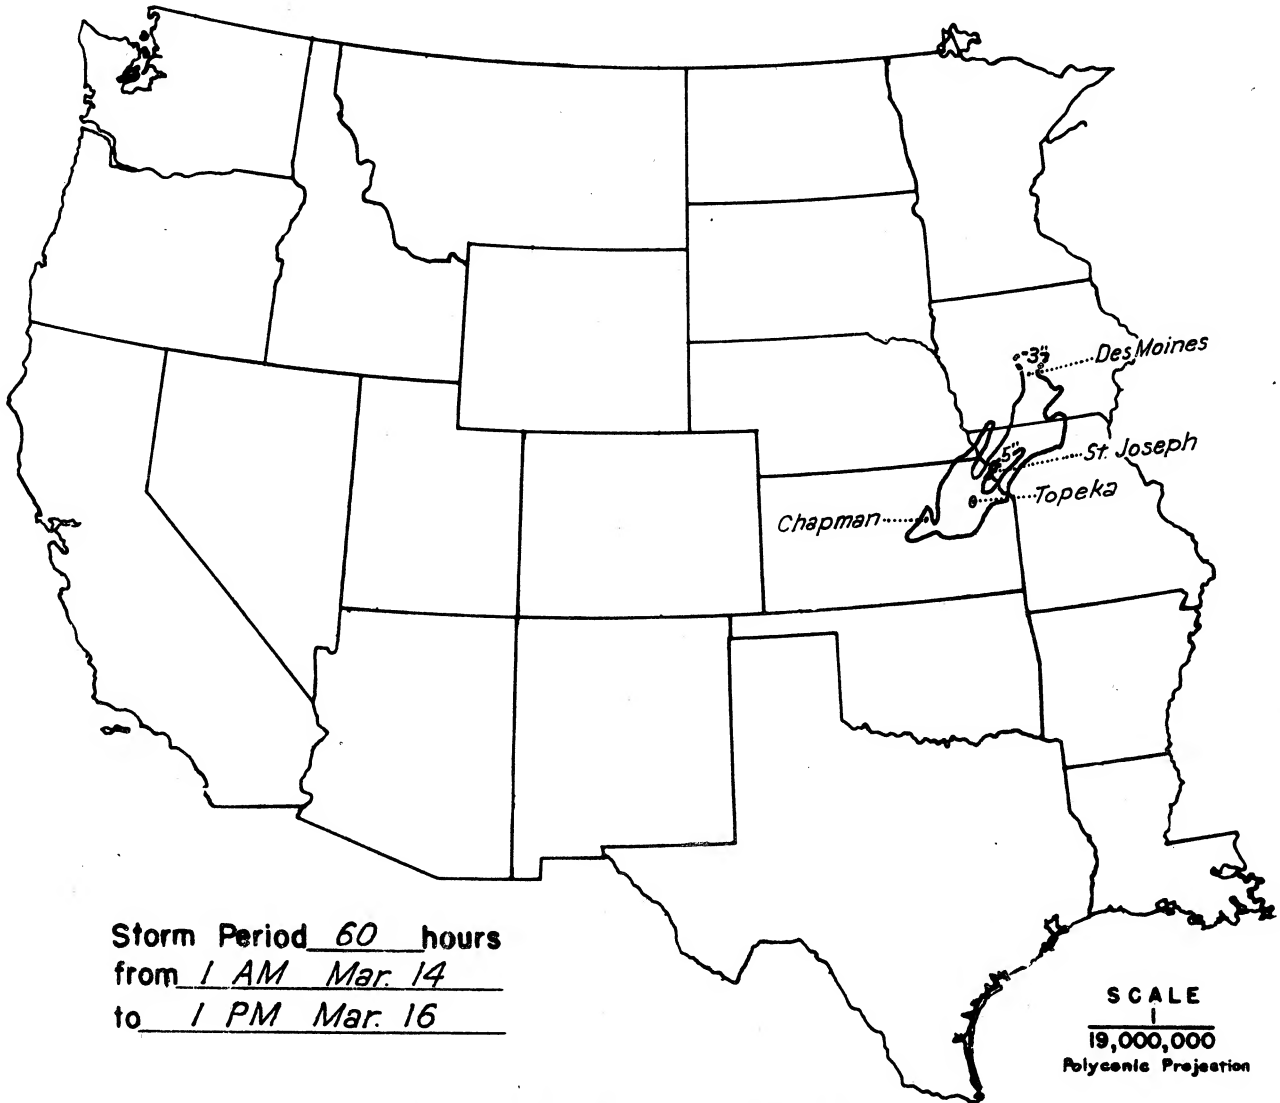 3"
Des Moines
5"
St. Joseph
Topeka
Chapman
Storm Period 60 hours
from 1 AM Mar. 14
to 1 PM Mar. 16
SCALE
1
19,000,000
Polyconic Projection